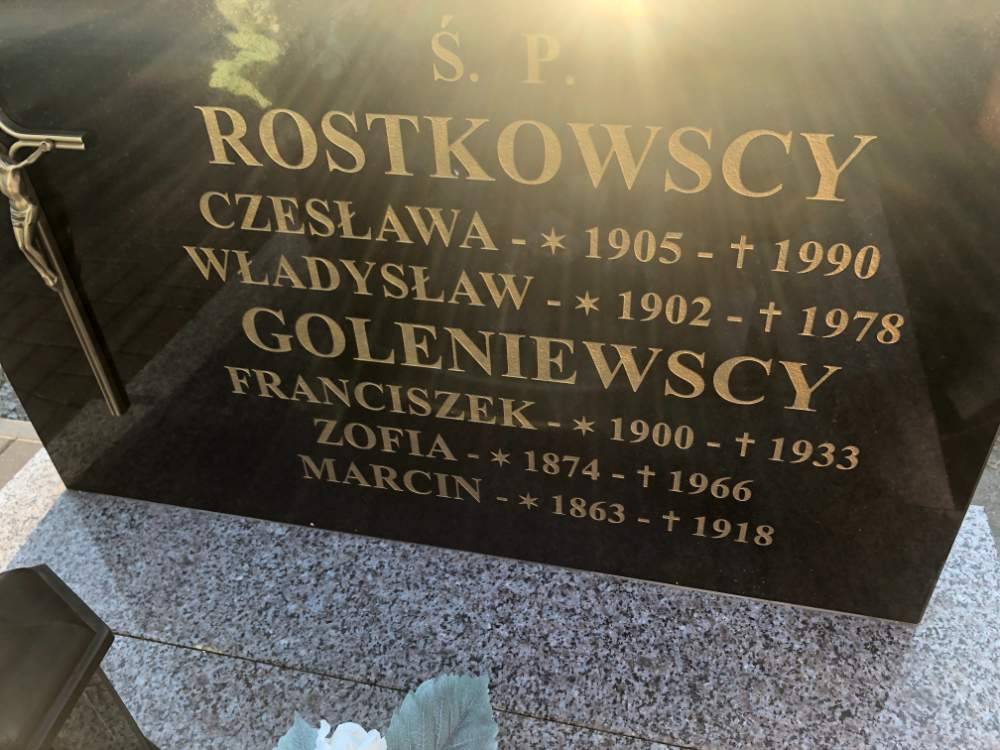 Ś. P.
ROSTKOWSCY
CZESŁAWA - ✶ 1905 - † 1990
WŁADYSŁAW - ✶ 1902 - † 1978
GOLENIEWSCY
FRANCISZEK - ✶ 1900 - † 1933
ZOFIA - ✶ 1874 - † 1966
MARCIN - ✶ 1863 - † 1918